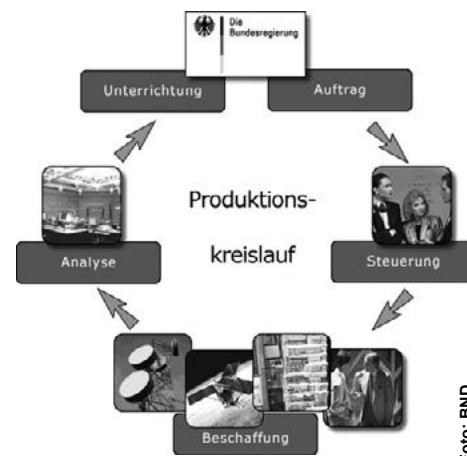 Die
Bundesregierung
Unterrichtung
Auftrag
Produktions-
kreislauf
Analyse
Steuerung
Beschaffung
Foto: BND